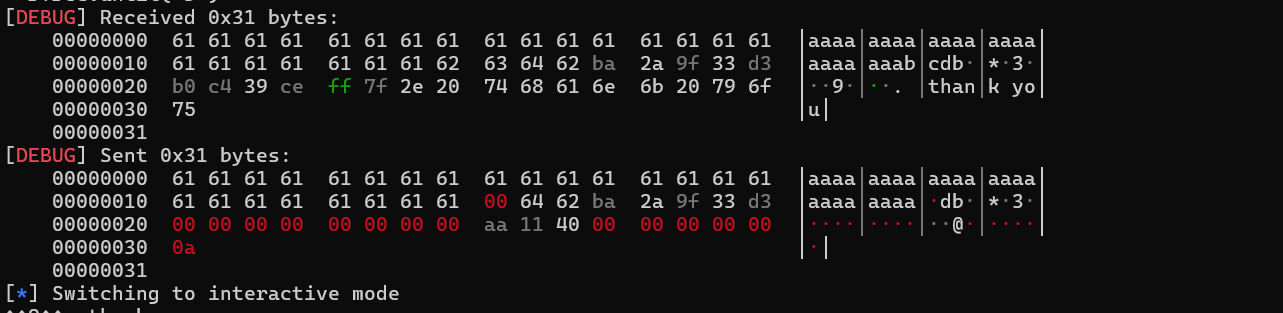 [DEBUG] Received 0x31 bytes:
    00000000  61 61 61 61  61 61 61 61  61 61 61 61  61 61 61 61  │aaaa│aaaa│aaaa│aaaa│
    00000010  61 61 61 61  61 61 61 62  63 64 62 ba  2a 9f 33 d3  │aaaa│aaab│cdb·│*·3·│
    00000020  b0 c4 39 ce  ff 7f 2e 20  74 68 61 6e  6b 20 79 6f  │··9·│··. │than│k yo│
    00000030  75                                                  │u│
    00000031
[DEBUG] Sent 0x31 bytes:
    00000000  61 61 61 61  61 61 61 61  61 61 61 61  61 61 61 61  │aaaa│aaaa│aaaa│aaaa│
    00000010  61 61 61 61  61 61 61 61  00 64 62 ba  2a 9f 33 d3  │aaaa│aaaa│·db·│*·3·│
    00000020  00 00 00 00  00 00 00 00  aa 11 40 00  00 00 00 00  │····│····│··@·│····│
    00000030  0a                                                  │·│
    00000031
[*] Switching to interactive mode